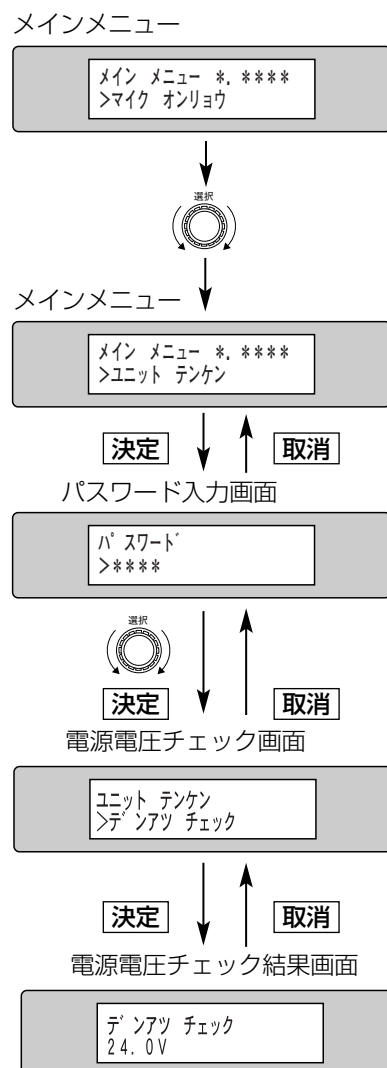 メインメニュー
メイン メニュー *. ****
>マイク オンリョウ
選択
メインメニュー
メイン メニュー *. ****
>ユニット テンケン
決定 取消
パスワード入力画面
パスワード
>****
選択
決定 取消
電源電圧チェック画面
ユニット テンケン
>デンアツ チェック
決定 取消
電源電圧チェック結果画面
デンアツ チェック
24. 0V